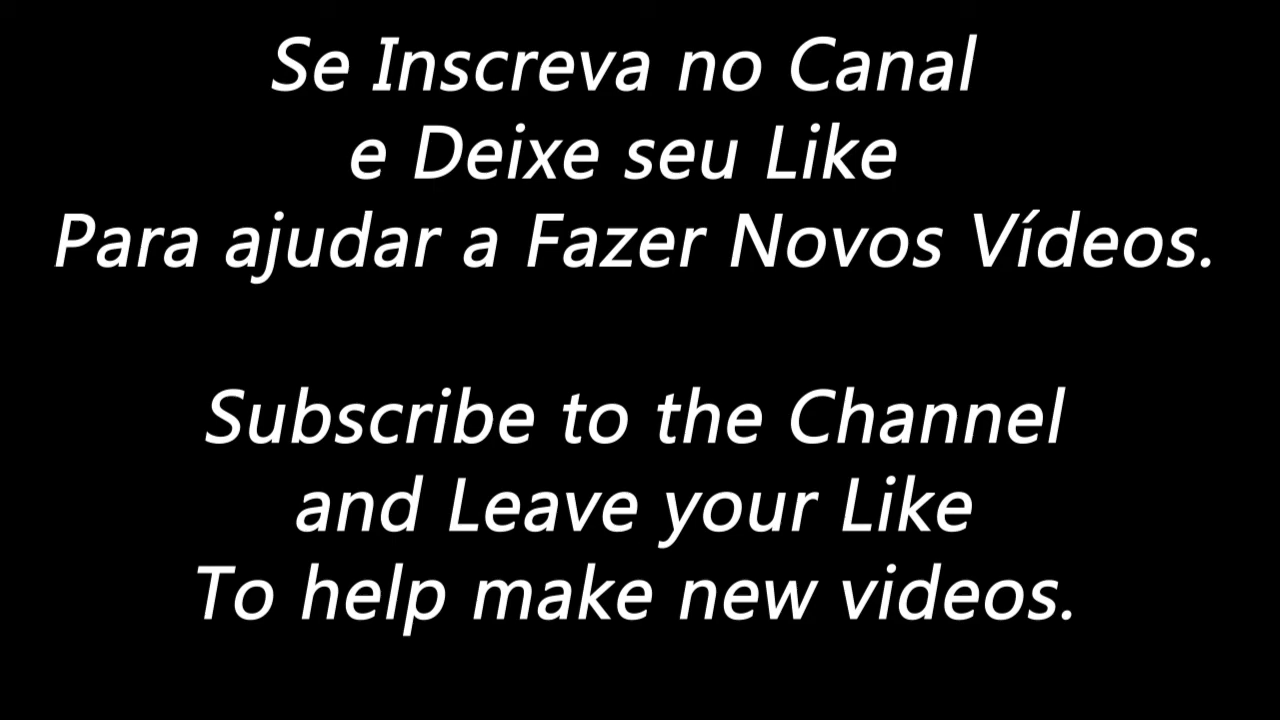 Se Inscreva no Canal
e Deixe seu Like
Para ajudar a Fazer Novos Vídeos.
Subscribe to the Channel
and Leave your Like
To help make new videos.